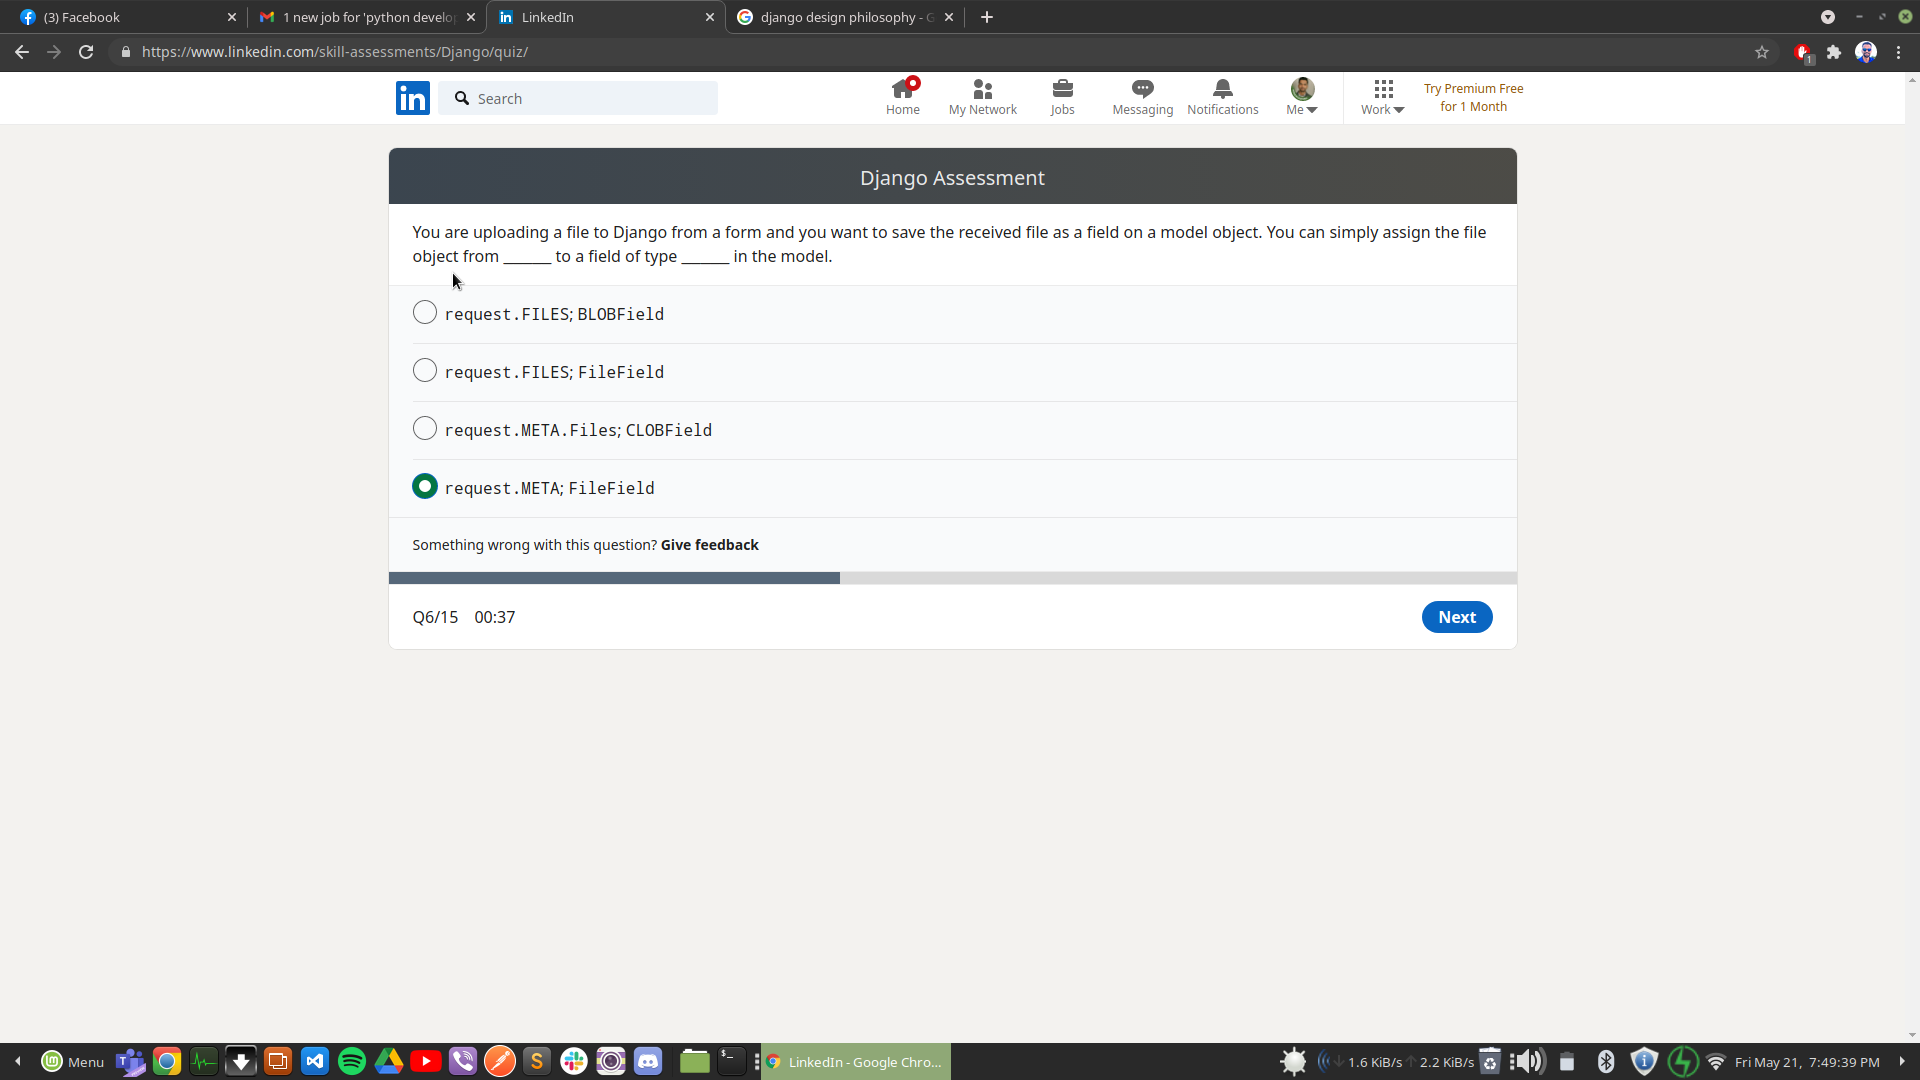 (3) Facebook
1 new job for 'python develo
LinkedIn
django design philosophy - G
https://www.linkedin.com/skill-assessments/Django/quiz/
1
in
Search
Home
My Network
Jobs
Messaging
Notifications
Me
Work
Try Premium Free
for 1 Month
Django Assessment
You are uploading a file to Django from a form and you want to save the received file as a field on a model object. You can simply assign the file
object from ______ to a field of type ______ in the model.
request.FILES; BLOBField
request.FILES; FileField
request.META.Files; CLOBField
request.META; FileField
Something wrong with this question? Give feedback
Q6/15 00:37
Next
Menu
LinkedIn - Google Chro...
1.6 KiB/s
2.2 KiB/s
Fri May 21, 7:49:39 PM